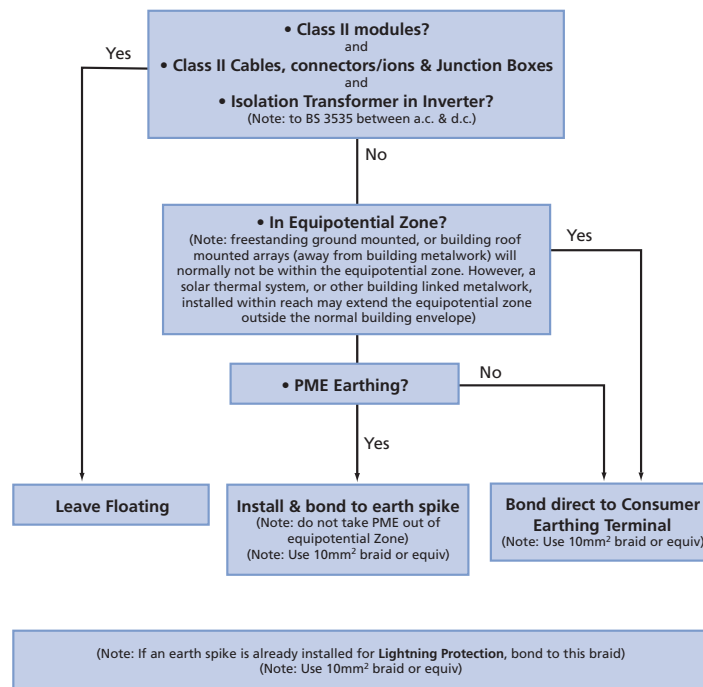 • Class II modules?
and
• Class II Cables, connectors/ions & Junction Boxes
and
• Isolation Transformer in Inverter?
(Note: to BS 3535 between a.c. & d.c.)
Yes
No
• In Equipotential Zone?
(Note: freestanding ground mounted, or building roof
mounted arrays (away from building metalwork) will
normally not be within the equipotential zone. However, a
solar thermal system, or other building linked metalwork,
installed within reach may extend the equipotential zone
outside the normal building envelope)
Yes
• PME Earthing?
No
Yes
Leave Floating
Install & bond to earth spike
(Note: do not take PME out of
equipotential Zone)
(Note: Use 10mm² braid or equiv)
Bond direct to Consumer
Earthing Terminal
(Note: Use 10mm² braid or equiv)
(Note: If an earth spike is already installed for Lightning Protection, bond to this braid)
(Note: Use 10mm² braid or equiv)